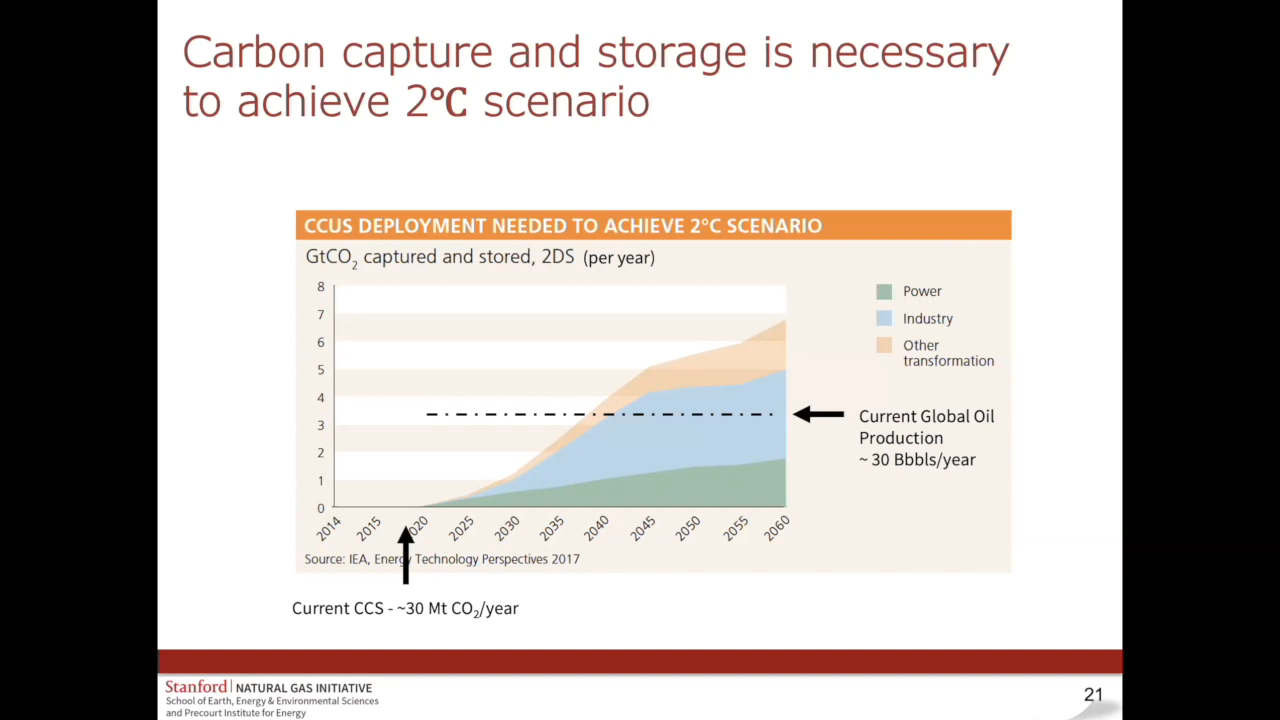 Carbon capture and storage is necessary
to achieve 2℃ scenario
CCUS DEPLOYMENT NEEDED TO ACHIEVE 2°C SCENARIO
GtCO2 captured and stored, 2DS (per year)
8
7
6
5
4
3
2
1
0
2014
2015
2020
2025
2030
2035
2040
2045
2050
2055
2060
Power
Industry
Other
transformation
Current Global Oil
Production
~ 30 Bbbls/year
Source: IEA, Energy Technology Perspectives 2017
Current CCS - ~30 Mt CO2/year
Stanford | NATURAL GAS INITIATIVE
School of Earth, Energy & Environmental Sciences
and Precourt Institute for Energy
21